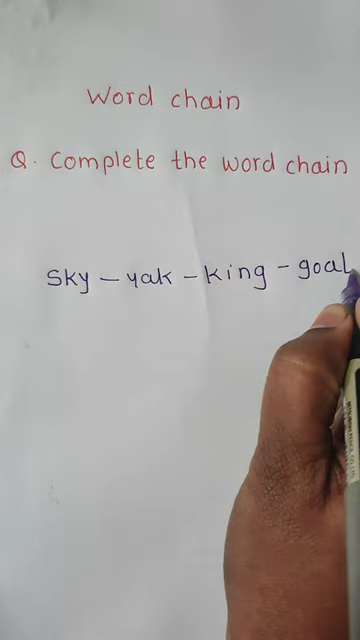 Word chain
Q. Complete the word chain
Sky – yak – king – goal